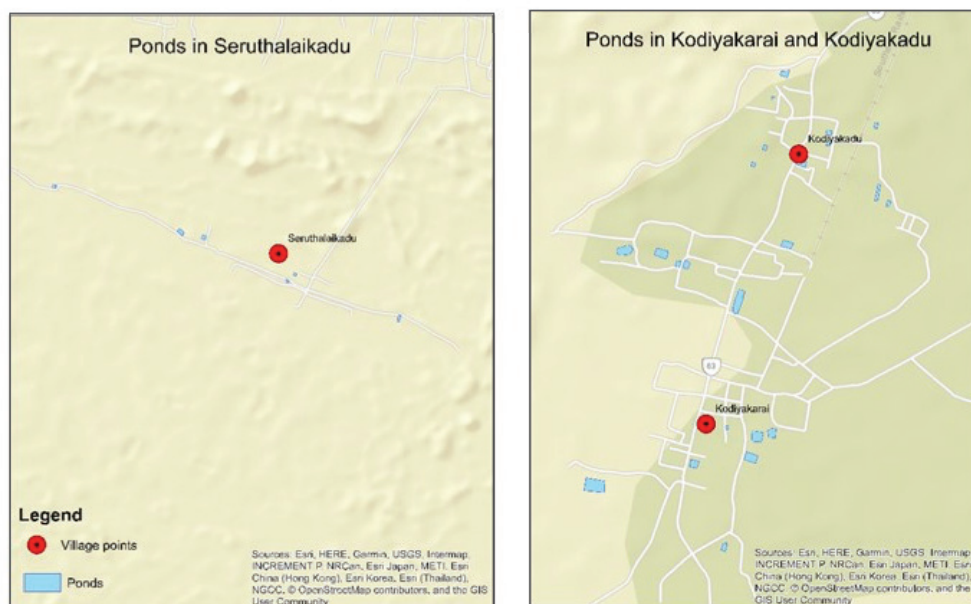 Ponds in Seruthalaikadu
Seruthalaikadu
Legend
Village points
Ponds
Sources: Esri, HERE, Garmin, USGS, Intermap,
INCREMENT P, NRCan, Esri Japan, METI, Esri
China (Hong Kong), Esri Korea, Esri (Thailand),
NGCC, © OpenStreetMap contributors, and the GIS
User Community
Ponds in Kodiyakarai and Kodiyakadu
Kodiyakadu
63
Kodiyakarai
Sources: Esri, HERE, Garmin, USGS, Intermap,
INCREMENT P, NRCan, Esri Japan, METI, Esri
China (Hong Kong), Esri Korea, Esri (Thailand),
NGCC, © OpenStreetMap contributors, and the GIS
User Community